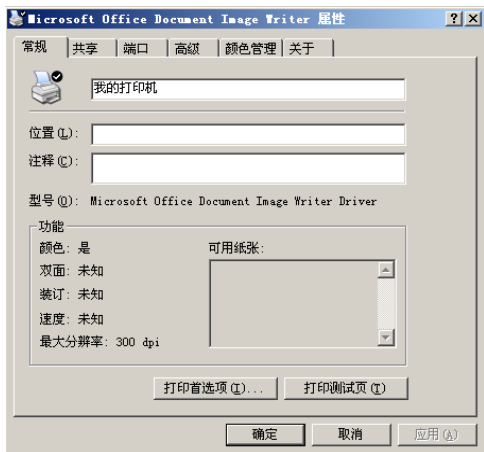 Microsoft Office Document Image Writer 属性
常规 共享 端口 高级 颜色管理 关于
我的打印机
位置(L):
注释(C):
型号(O): Microsoft Office Document Image Writer Driver
功能
颜色: 是 可用纸张:
双面: 未知
装订: 未知
速度: 未知
最大分辨率: 300 dpi
打印首选项(I)... 打印测试页(T)
确定 取消 应用(A)